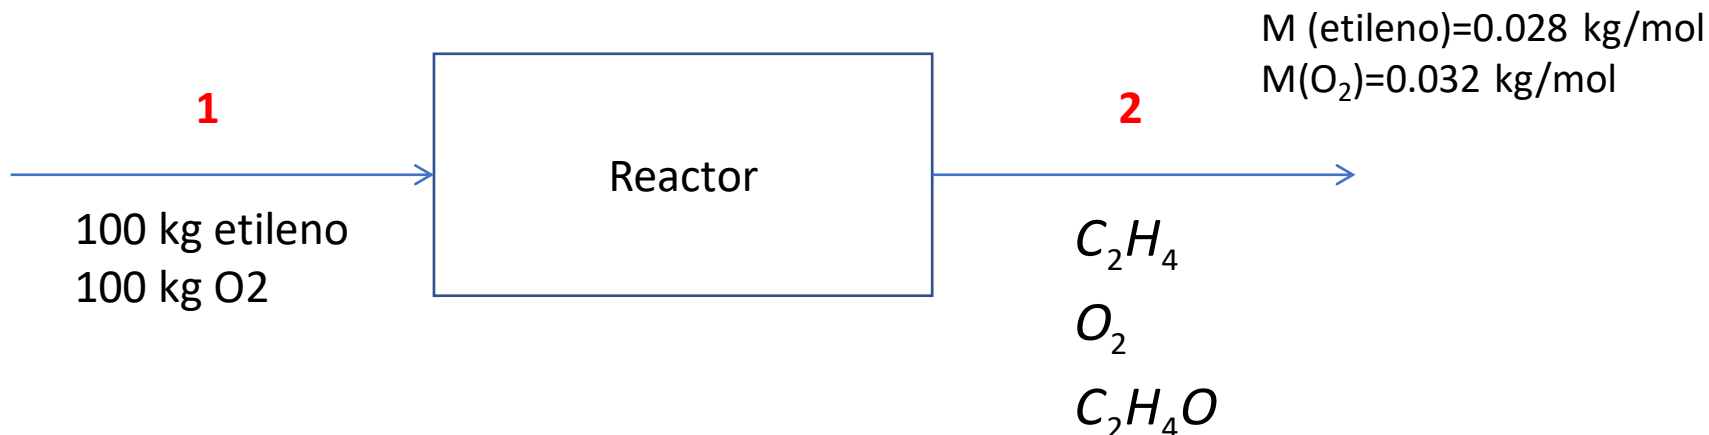 M (etileno)=0.028 kg/mol
M(O₂)=0.032 kg/mol
1
2
Reactor
100 kg etileno
100 kg O2
C₂H₄
O₂
C₂H₄O